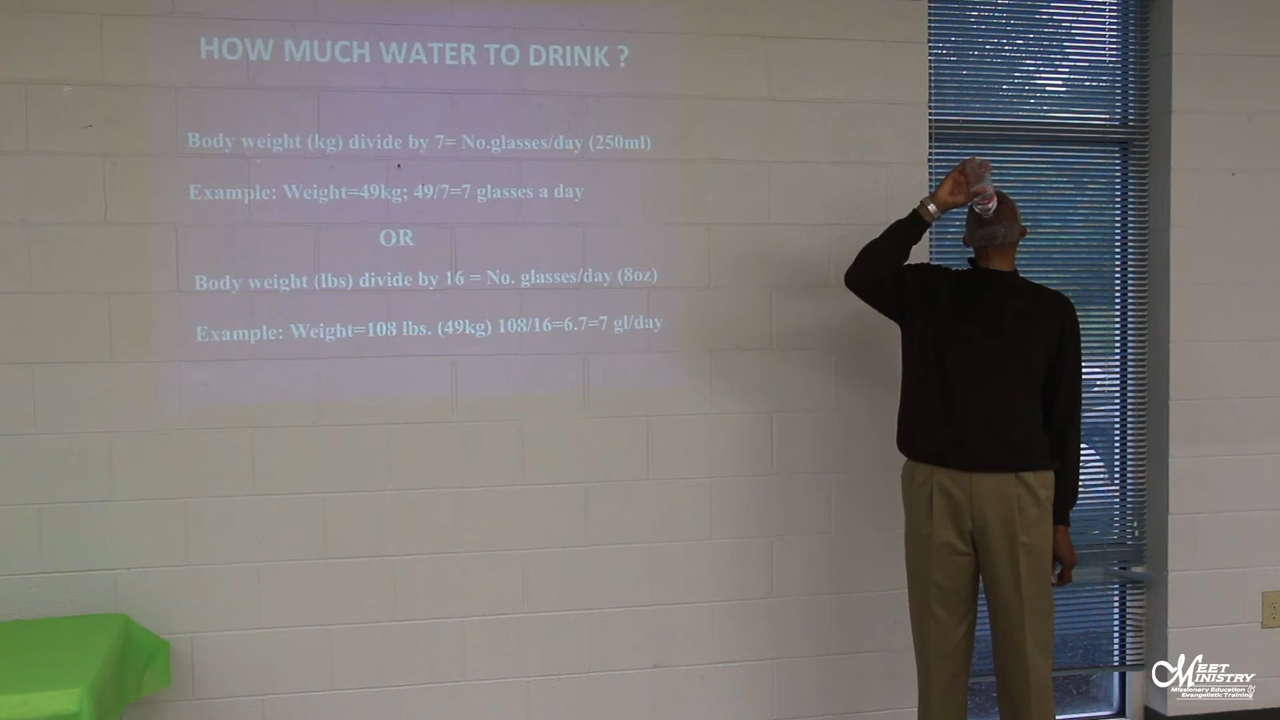 HOW MUCH WATER TO DRINK ?
Body weight (kg) divide by 7= No.glasses/day (250ml)
Example: Weight=49kg; 49/7=7 glasses a day
OR
Body weight (lbs) divide by 16 = No. glasses/day (8oz)
Example: Weight=108 lbs. (49kg) 108/16=6.7=7 gl/day
MEET
MINISTRY
Missionary Education &
Evangelistic Training